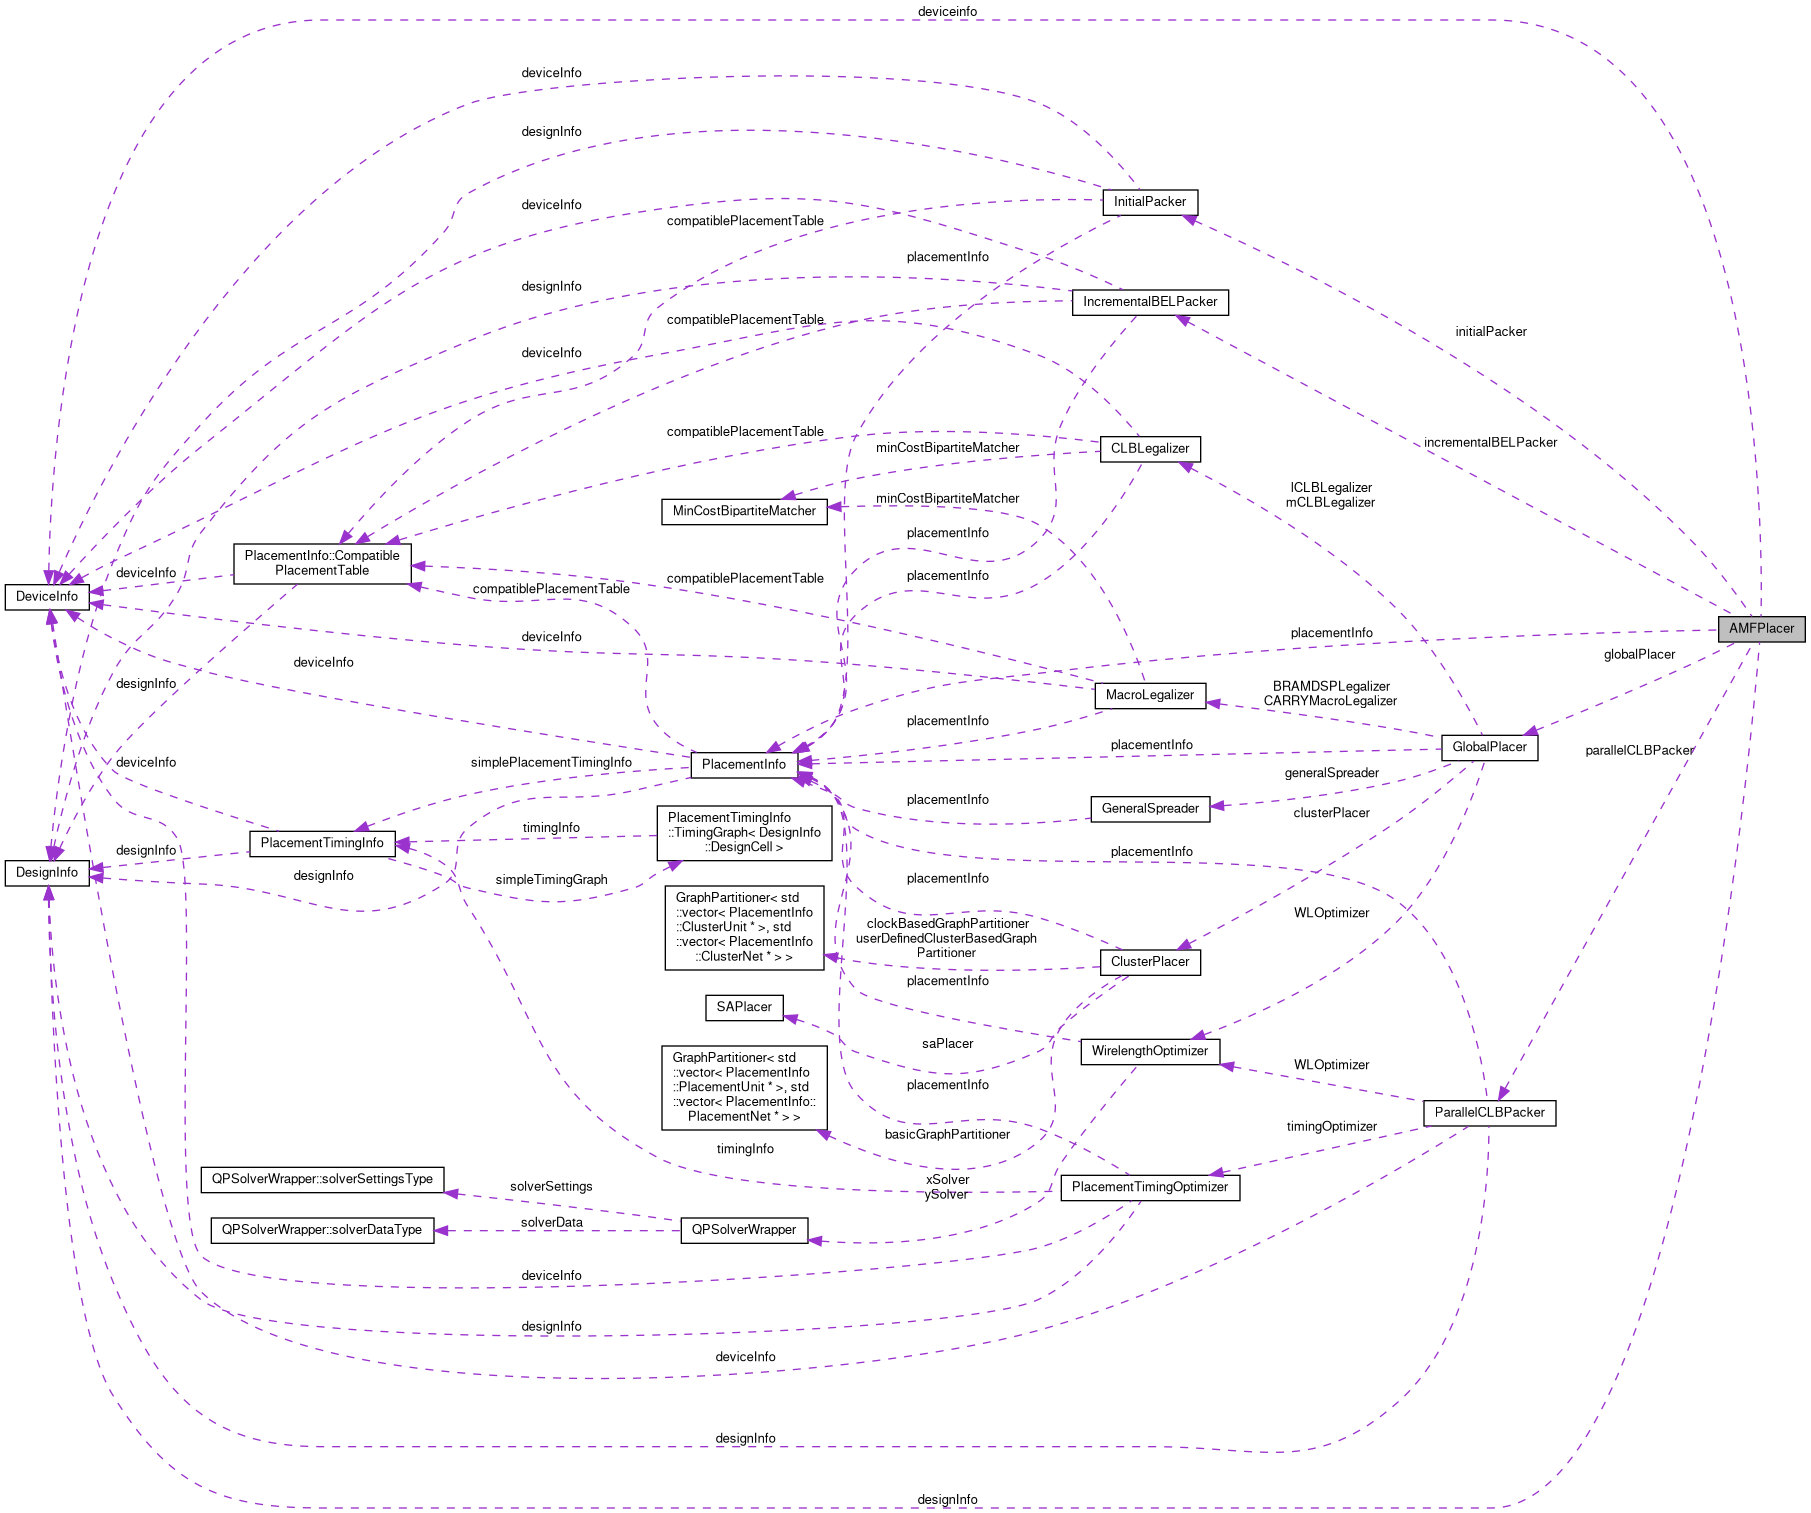 deviceinfo
deviceInfo
designInfo
InitialPacker
deviceInfo
compatiblePlacementTable
placementInfo
designInfo
IncrementalBELPacker
compatiblePlacementTable
initialPacker
deviceInfo
compatiblePlacementTable
incrementalBELPacker
minCostBipartiteMatcher
CLBLegalizer
lCLBLegalizer
mCLBLegalizer
minCostBipartiteMatcher
MinCostBipartiteMatcher
placementInfo
PlacementInfo::Compatible
PlacementTable
deviceInfo
placementInfo
compatiblePlacementTable
compatiblePlacementTable
DeviceInfo
AMFPlacer
deviceInfo
placementInfo
deviceInfo
globalPlacer
designInfo
BRAMDSPLegalizer
CARRYMacroLegalizer
MacroLegalizer
placementInfo
placementInfo
GlobalPlacer
parallelCLBPacker
deviceInfo
simplePlacementTimingInfo
PlacementInfo
generalSpreader
placementInfo
GeneralSpreader
clusterPlacer
PlacementTimingInfo
::TimingGraph< DesignInfo
::DesignCell >
timingInfo
PlacementTimingInfo
designInfo
placementInfo
DesignInfo
designInfo
simpleTimingGraph
placementInfo
GraphPartitioner< std
::vector< PlacementInfo
::ClusterUnit * >, std
::vector< PlacementInfo
::ClusterNet * > >
clockBasedGraphPartitioner
userDefinedClusterBasedGraph
Partitioner
WLOptimizer
ClusterPlacer
placementInfo
SAPlacer
saPlacer
WirelengthOptimizer
WLOptimizer
GraphPartitioner< std
::vector< PlacementInfo
::PlacementUnit * >, std
::vector< PlacementInfo::
PlacementNet * > >
placementInfo
ParallelCLBPacker
timingOptimizer
basicGraphPartitioner
timingInfo
QPSolverWrapper::solverSettingsType
solverSettings
xSolver
ySolver
PlacementTimingOptimizer
QPSolverWrapper::solverDataType
solverData
QPSolverWrapper
deviceInfo
designInfo
deviceInfo
designInfo
designInfo